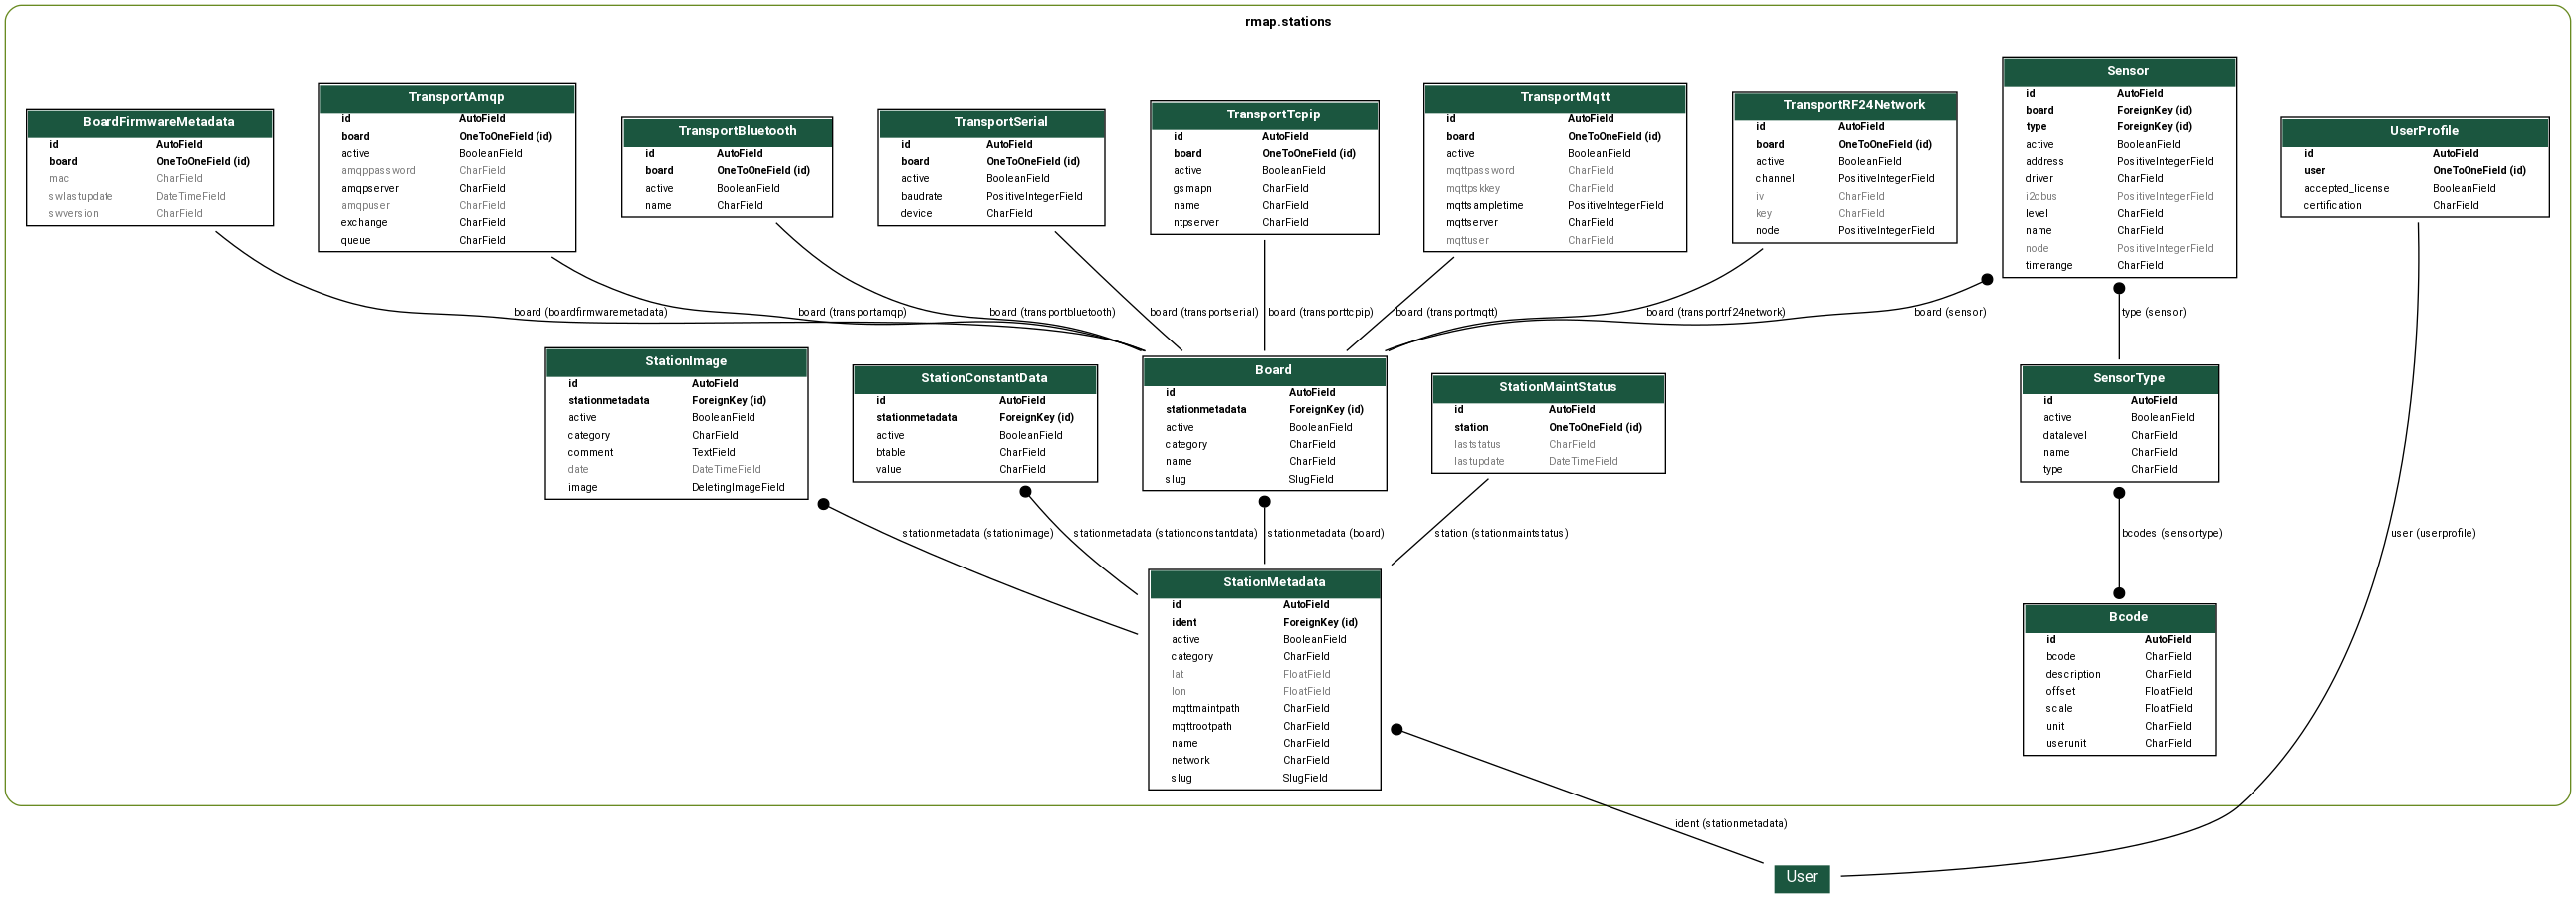 rmap.stations
BoardFirmwareMetadata
id AutoField
board OneToOneField (id)
mac CharField
swlastupdate DateTimeField
swversion CharField
TransportAmqp
id AutoField
board OneToOneField (id)
active BooleanField
amqppassword CharField
amqpserver CharField
amqpuser CharField
exchange CharField
queue CharField
TransportBluetooth
id AutoField
board OneToOneField (id)
active BooleanField
name CharField
TransportSerial
id AutoField
board OneToOneField (id)
active BooleanField
baudrate PositiveIntegerField
device CharField
TransportTcpip
id AutoField
board OneToOneField (id)
active BooleanField
gsmapn CharField
name CharField
ntpserver CharField
TransportMqtt
id AutoField
board OneToOneField (id)
active BooleanField
mqttpassword CharField
mqttpskkey CharField
mqttsampletime PositiveIntegerField
mqttserver CharField
mqttuser CharField
TransportRF24Network
id AutoField
board OneToOneField (id)
active BooleanField
channel PositiveIntegerField
iv CharField
key CharField
node PositiveIntegerField
Sensor
id AutoField
board ForeignKey (id)
type ForeignKey (id)
active BooleanField
address PositiveIntegerField
driver CharField
i2cbus PositiveIntegerField
level CharField
name CharField
node PositiveIntegerField
timerange CharField
UserProfile
id AutoField
user OneToOneField (id)
accepted_license BooleanField
certification CharField
board (boardfirmwaremetadata)
board (transportamqp)
board (transportbluetooth)
board (transportserial)
board (transporttcpip)
board (transportmqtt)
board (transportrf24network)
board (sensor)
type (sensor)
StationImage
id AutoField
stationmetadata ForeignKey (id)
active BooleanField
category CharField
comment TextField
date DateTimeField
image DeletingImageField
StationConstantData
id AutoField
stationmetadata ForeignKey (id)
active BooleanField
btable CharField
value CharField
Board
id AutoField
stationmetadata ForeignKey (id)
active BooleanField
category CharField
name CharField
slug SlugField
StationMaintStatus
id AutoField
station OneToOneField (id)
laststatus CharField
lastupdate DateTimeField
SensorType
id AutoField
active BooleanField
datalevel CharField
name CharField
type CharField
stationmetadata (stationimage)
stationmetadata (stationconstantdata)
stationmetadata (board)
station (stationmaintstatus)
bcodes (sensortype)
user (userprofile)
StationMetadata
id AutoField
ident ForeignKey (id)
active BooleanField
category CharField
lat FloatField
lon FloatField
mqttmaintpath CharField
mqttrootpath CharField
name CharField
network CharField
slug SlugField
Bcode
id AutoField
bcode CharField
description CharField
offset FloatField
scale FloatField
unit CharField
userunit CharField
ident (stationmetadata)
User